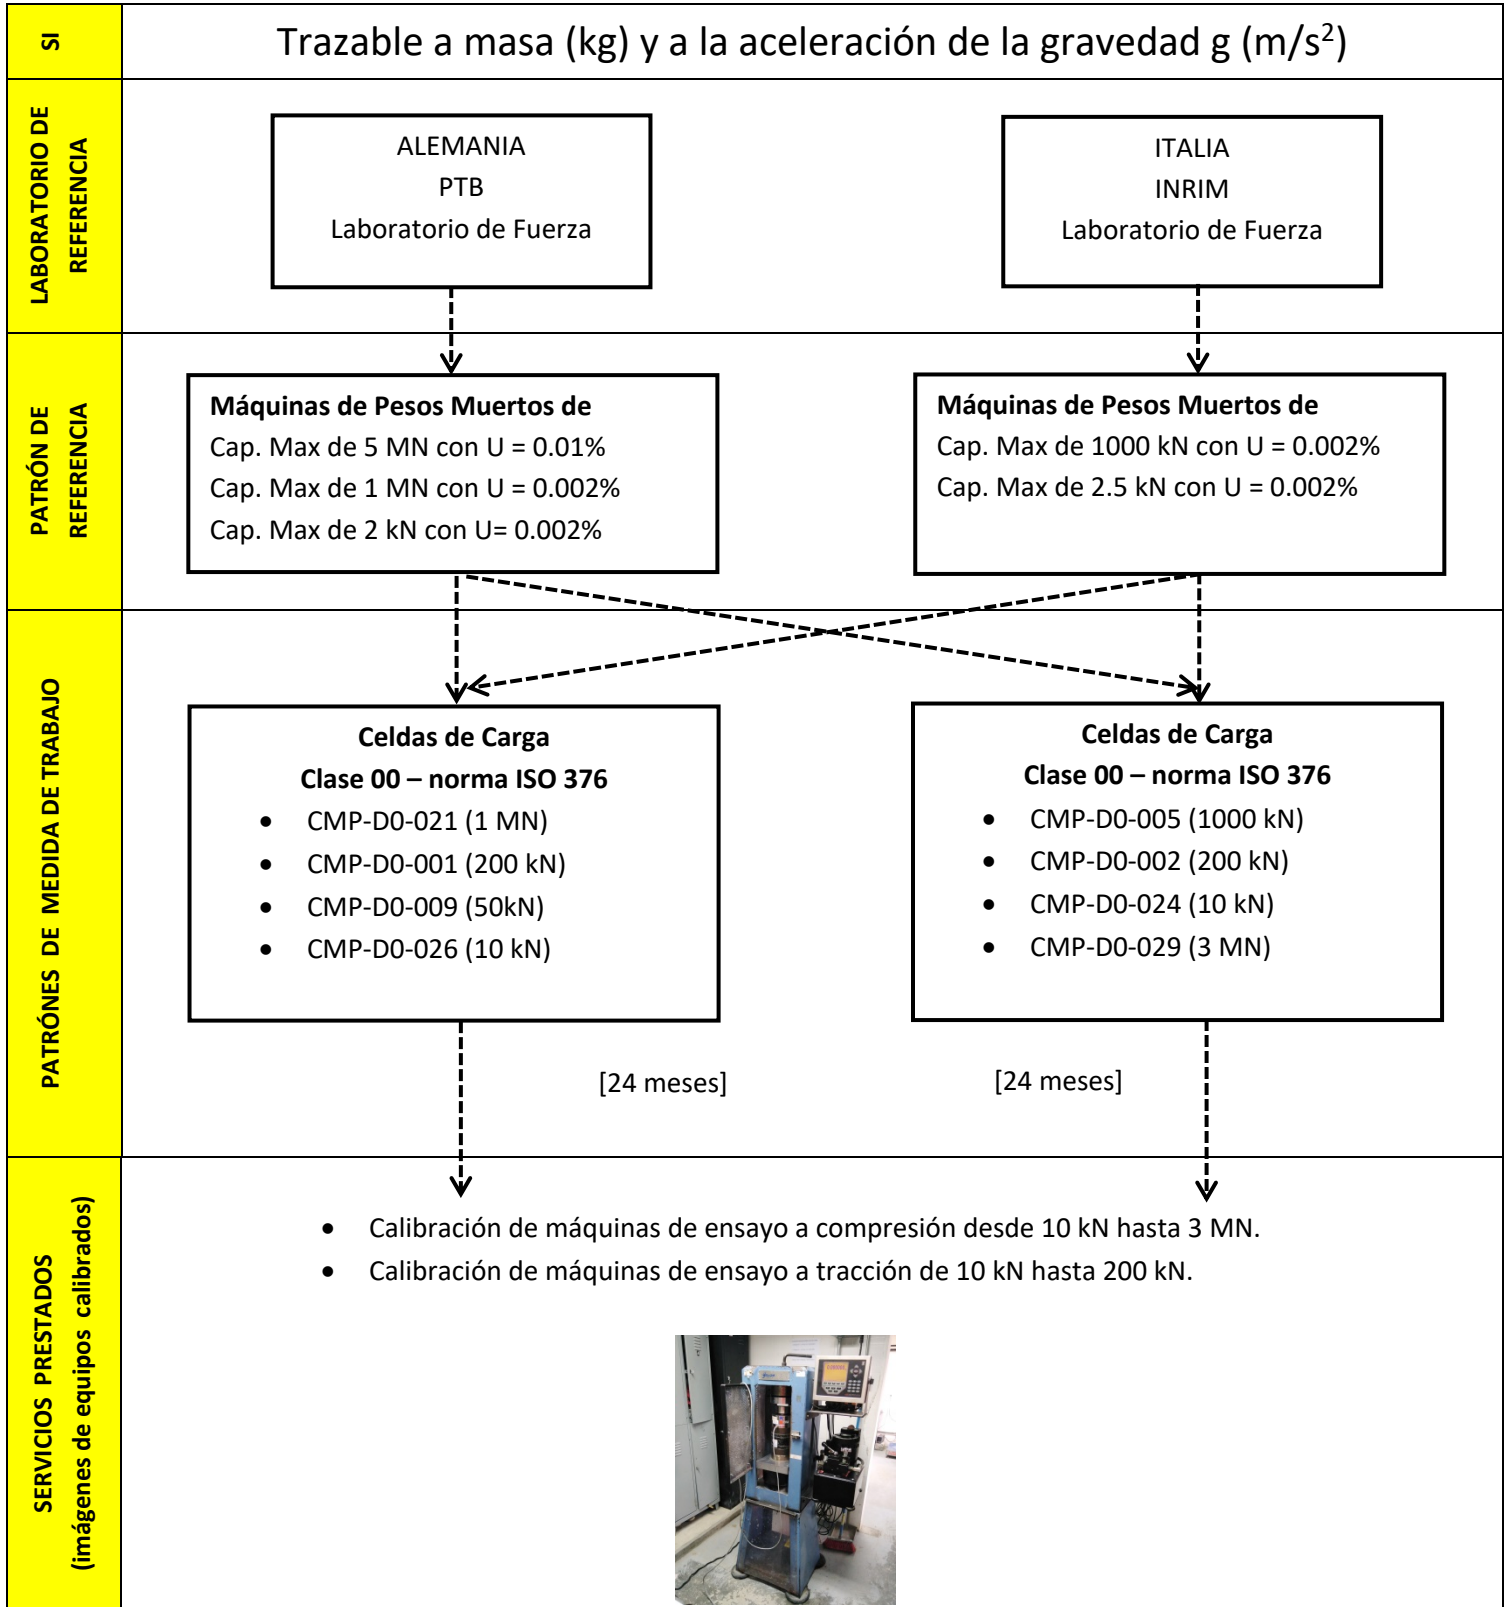 SI
Trazable a masa (kg) y a la aceleración de la gravedad g (m/s²)
LABORATORIO DE
REFERENCIA
ALEMANIA
PTB
Laboratorio de Fuerza
ITALIA
INRIM
Laboratorio de Fuerza
PATRÓN DE
REFERENCIA
Máquinas de Pesos Muertos de
Cap. Max de 5 MN con U = 0.01%
Cap. Max de 1 MN con U = 0.002%
Cap. Max de 2 kN con U= 0.002%
Máquinas de Pesos Muertos de
Cap. Max de 1000 kN con U = 0.002%
Cap. Max de 2.5 kN con U = 0.002%
PATRÓNES DE MEDIDA DE TRABAJO
Celdas de Carga
Clase 00 – norma ISO 376
• CMP-D0-021 (1 MN)
• CMP-D0-001 (200 kN)
• CMP-D0-009 (50kN)
• CMP-D0-026 (10 kN)
Celdas de Carga
Clase 00 – norma ISO 376
• CMP-D0-005 (1000 kN)
• CMP-D0-002 (200 kN)
• CMP-D0-024 (10 kN)
• CMP-D0-029 (3 MN)
[24 meses]
[24 meses]
SERVICIOS PRESTADOS
(imágenes de equipos calibrados)
• Calibración de máquinas de ensayo a compresión desde 10 kN hasta 3 MN.
• Calibración de máquinas de ensayo a tracción de 10 kN hasta 200 kN.